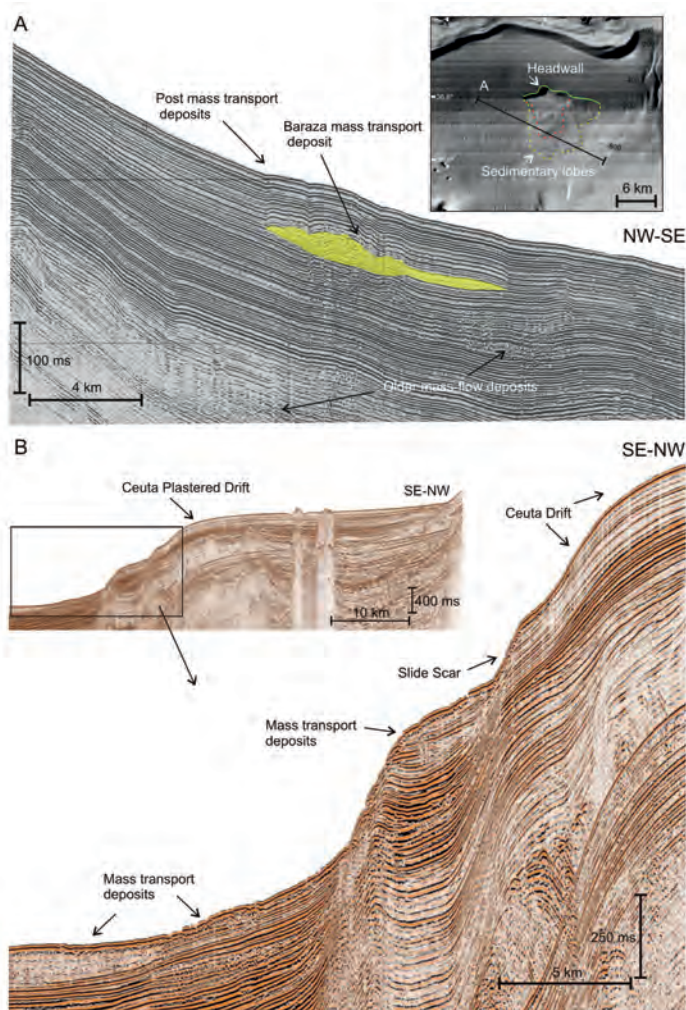 A
Headwall
A
Sedimentary lobes
6 km
Post mass transport
deposits
Baraza mass transport
deposit
NW-SE
100 ms
4 km
Older mass-flow deposits
B
SE-NW
Ceuta Plastered Drift
SE-NW
Ceuta Drift
400 ms
10 km
Slide Scar
Mass transport
deposits
Mass transport
deposits
250 ms
5 km